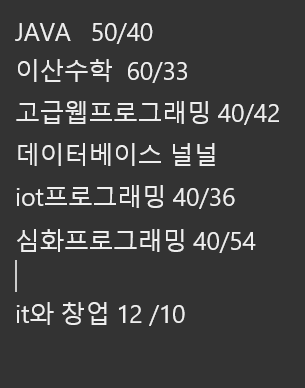 JAVA   50/40
이산수학  60/33
고급웹프로그래밍 40/42
데이터베이스 널널
iot프로그래밍 40/36
심화프로그래밍 40/54
it와 창업 12 /10